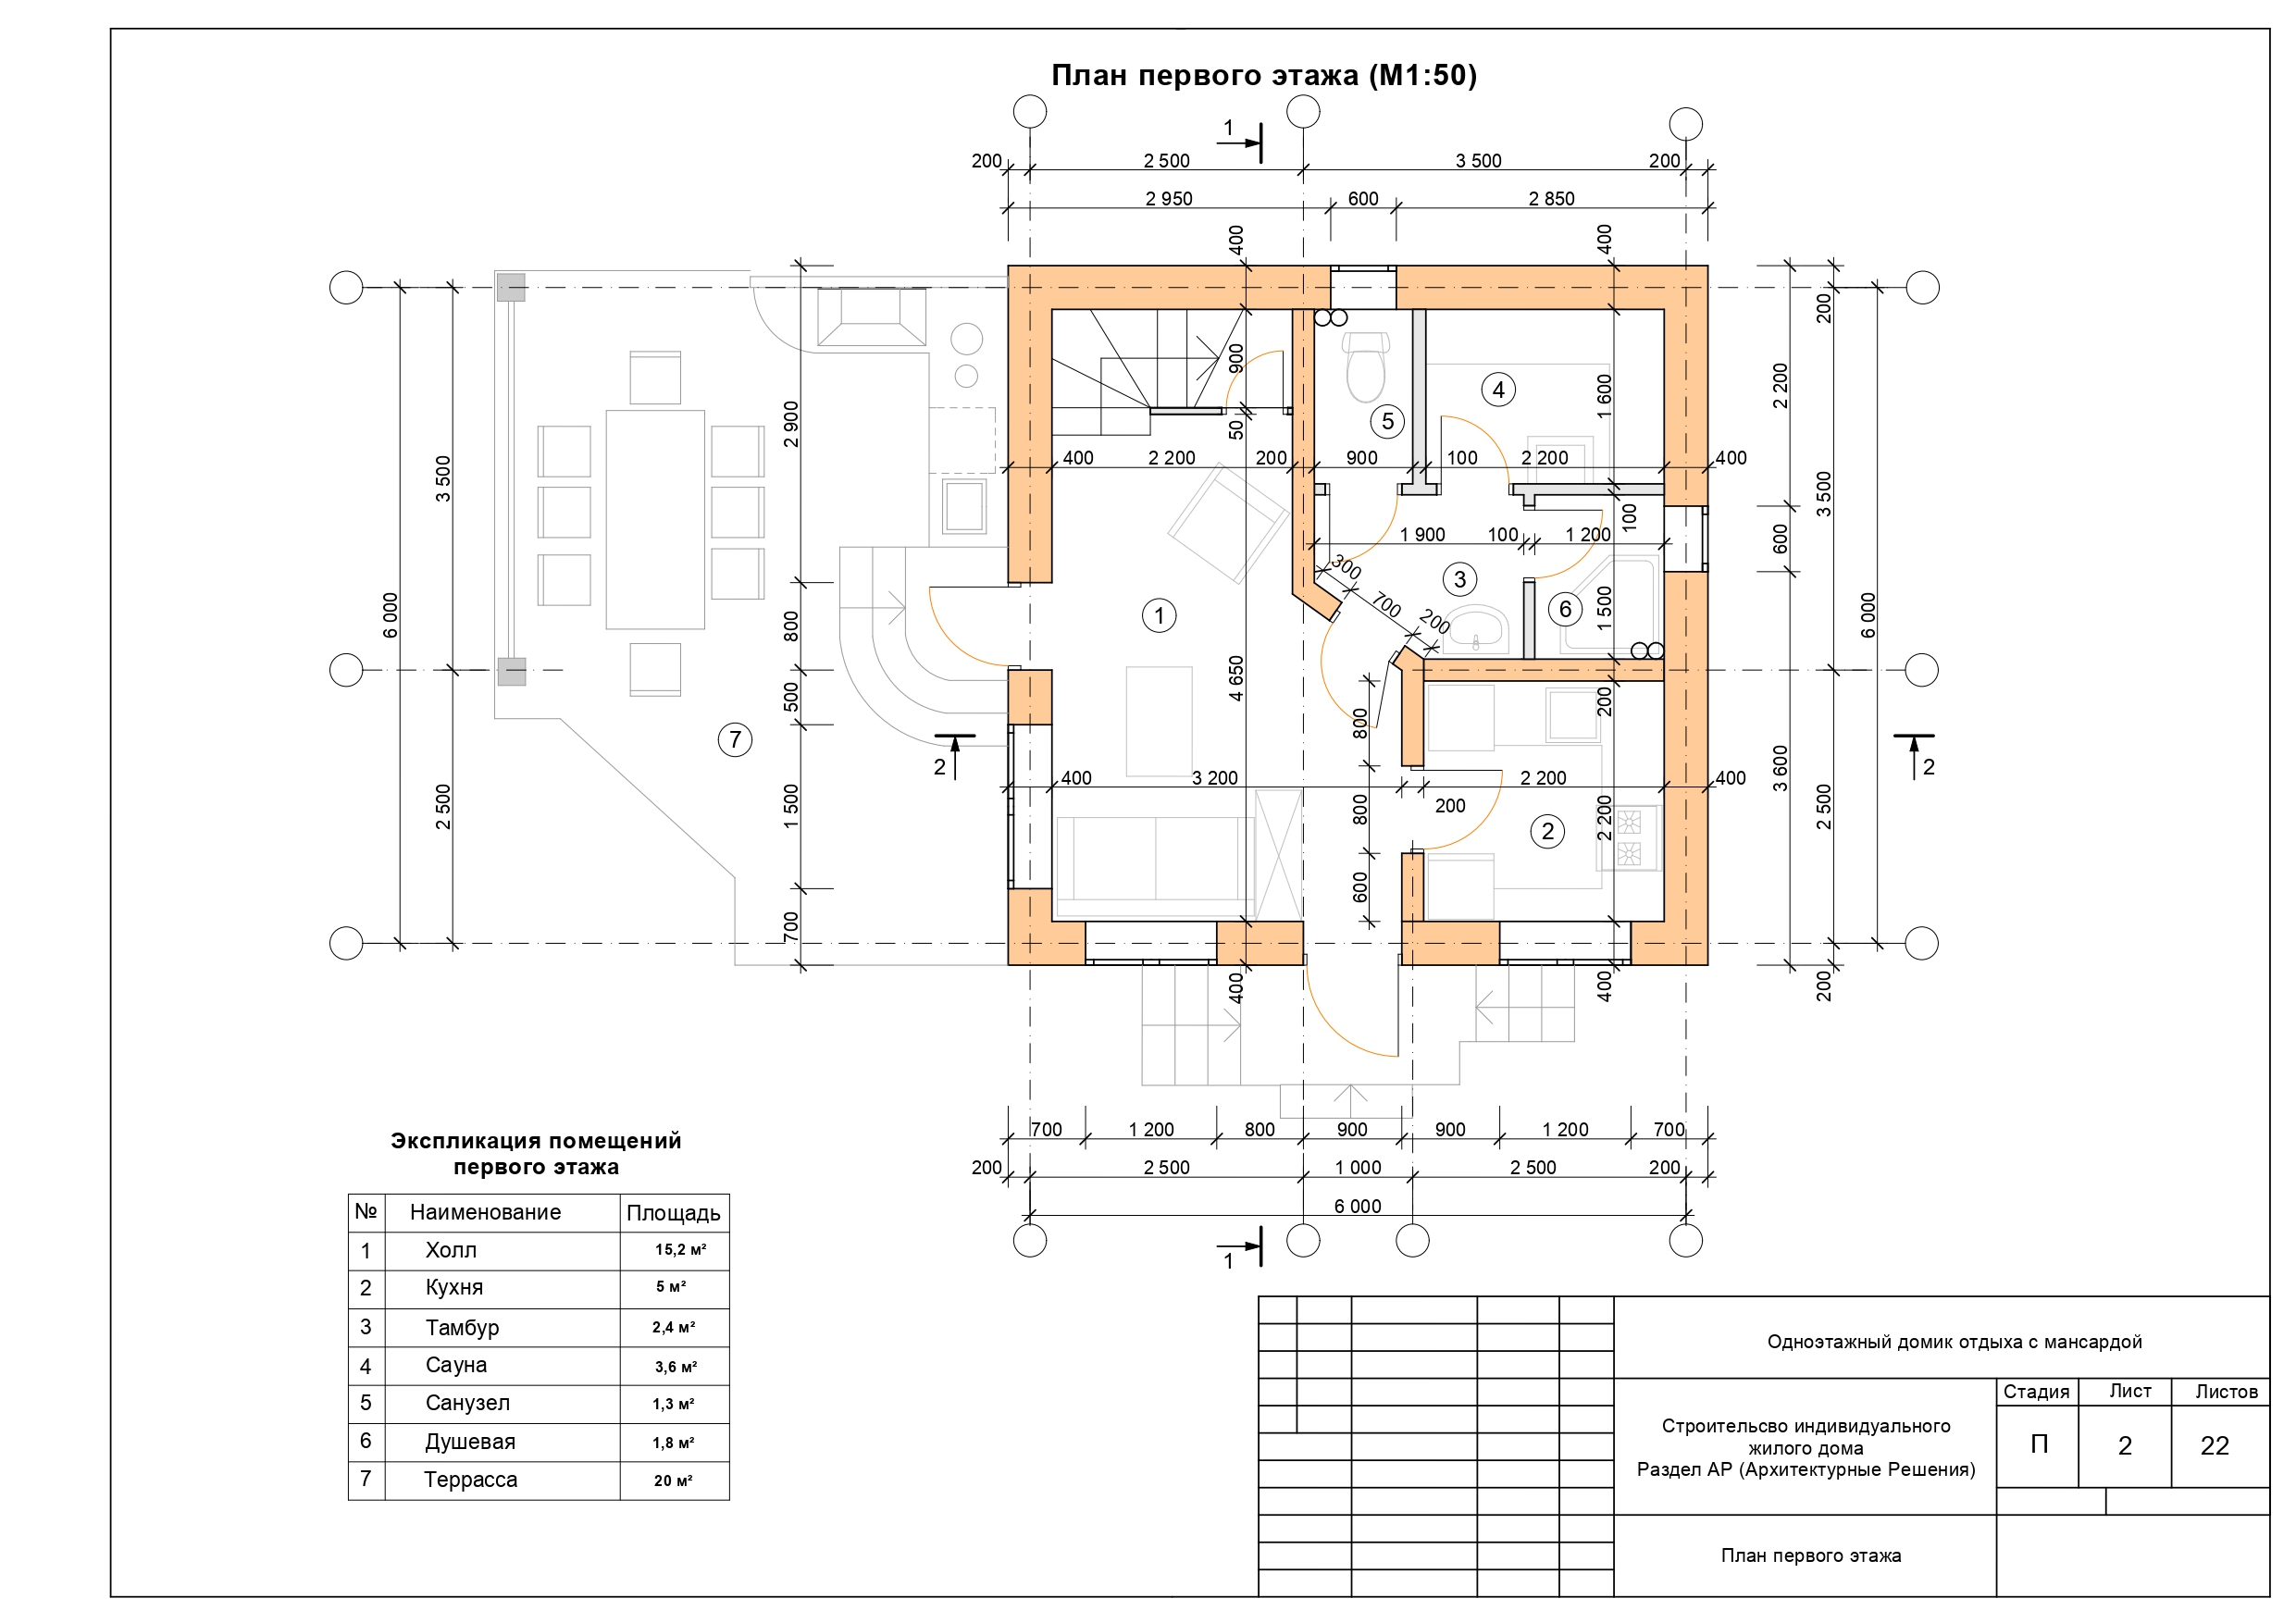 План первого этажа (М1:50)
1
200 2 500 3 500 200
2 950 600 2 850
400 400
200
900
2 900 1 600 2 200
4
5
50
3 500 400 2 200 200 900 100 2 200 400 3 500
100
1 900 100 1 200 600
300
3
6 000 800 1 700 6 1 500 6 000
200
4 650
500 200
7 800
2 2
400 3 200 2 200 400 3 600
2 500 1 500 800 200 2 200 2 500
2
600
700
400 400 200
700 1 200 800 900 900 1 200 700
200 2 500 1 000 2 500 200
6 000
1
Экспликация помещений
первого этажа
№ Наименование Площадь
1 Холл 15,2 м²
2 Кухня 5 м²
3 Тамбур 2,4 м²
4 Сауна 3,6 м²
5 Санузел 1,3 м²
6 Душевая 1,8 м²
7 Террасса 20 м²
Одноэтажный домик отдыха с мансардой
Строительсво индивидуального
жилого дома
Раздел АР (Архитектурные Решения)
Стадия Лист Листов
П 2 22
План первого этажа